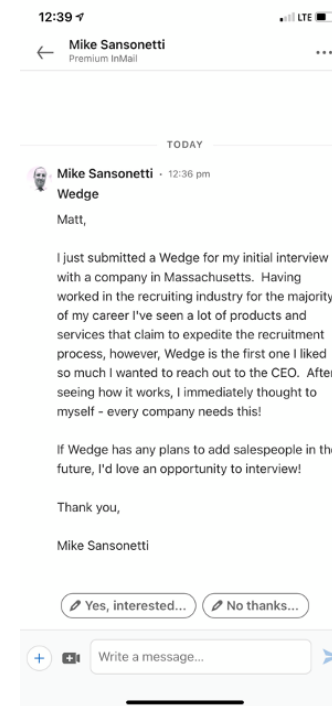 12:39
LTE
Mike Sansonetti
Premium InMail
TODAY
Mike Sansonetti • 12:36 pm
Wedge
Matt,
I just submitted a Wedge for my initial interview
with a company in Massachusetts.  Having
worked in the recruiting industry for the majority
of my career I've seen a lot of products and
services that claim to expedite the recruitment
process, however, Wedge is the first one I liked
so much I wanted to reach out to the CEO.  After
seeing how it works, I immediately thought to
myself - every company needs this!
If Wedge has any plans to add salespeople in the
future, I'd love an opportunity to interview!
Thank you,
Mike Sansonetti
Yes, interested... No thanks...
Write a message...